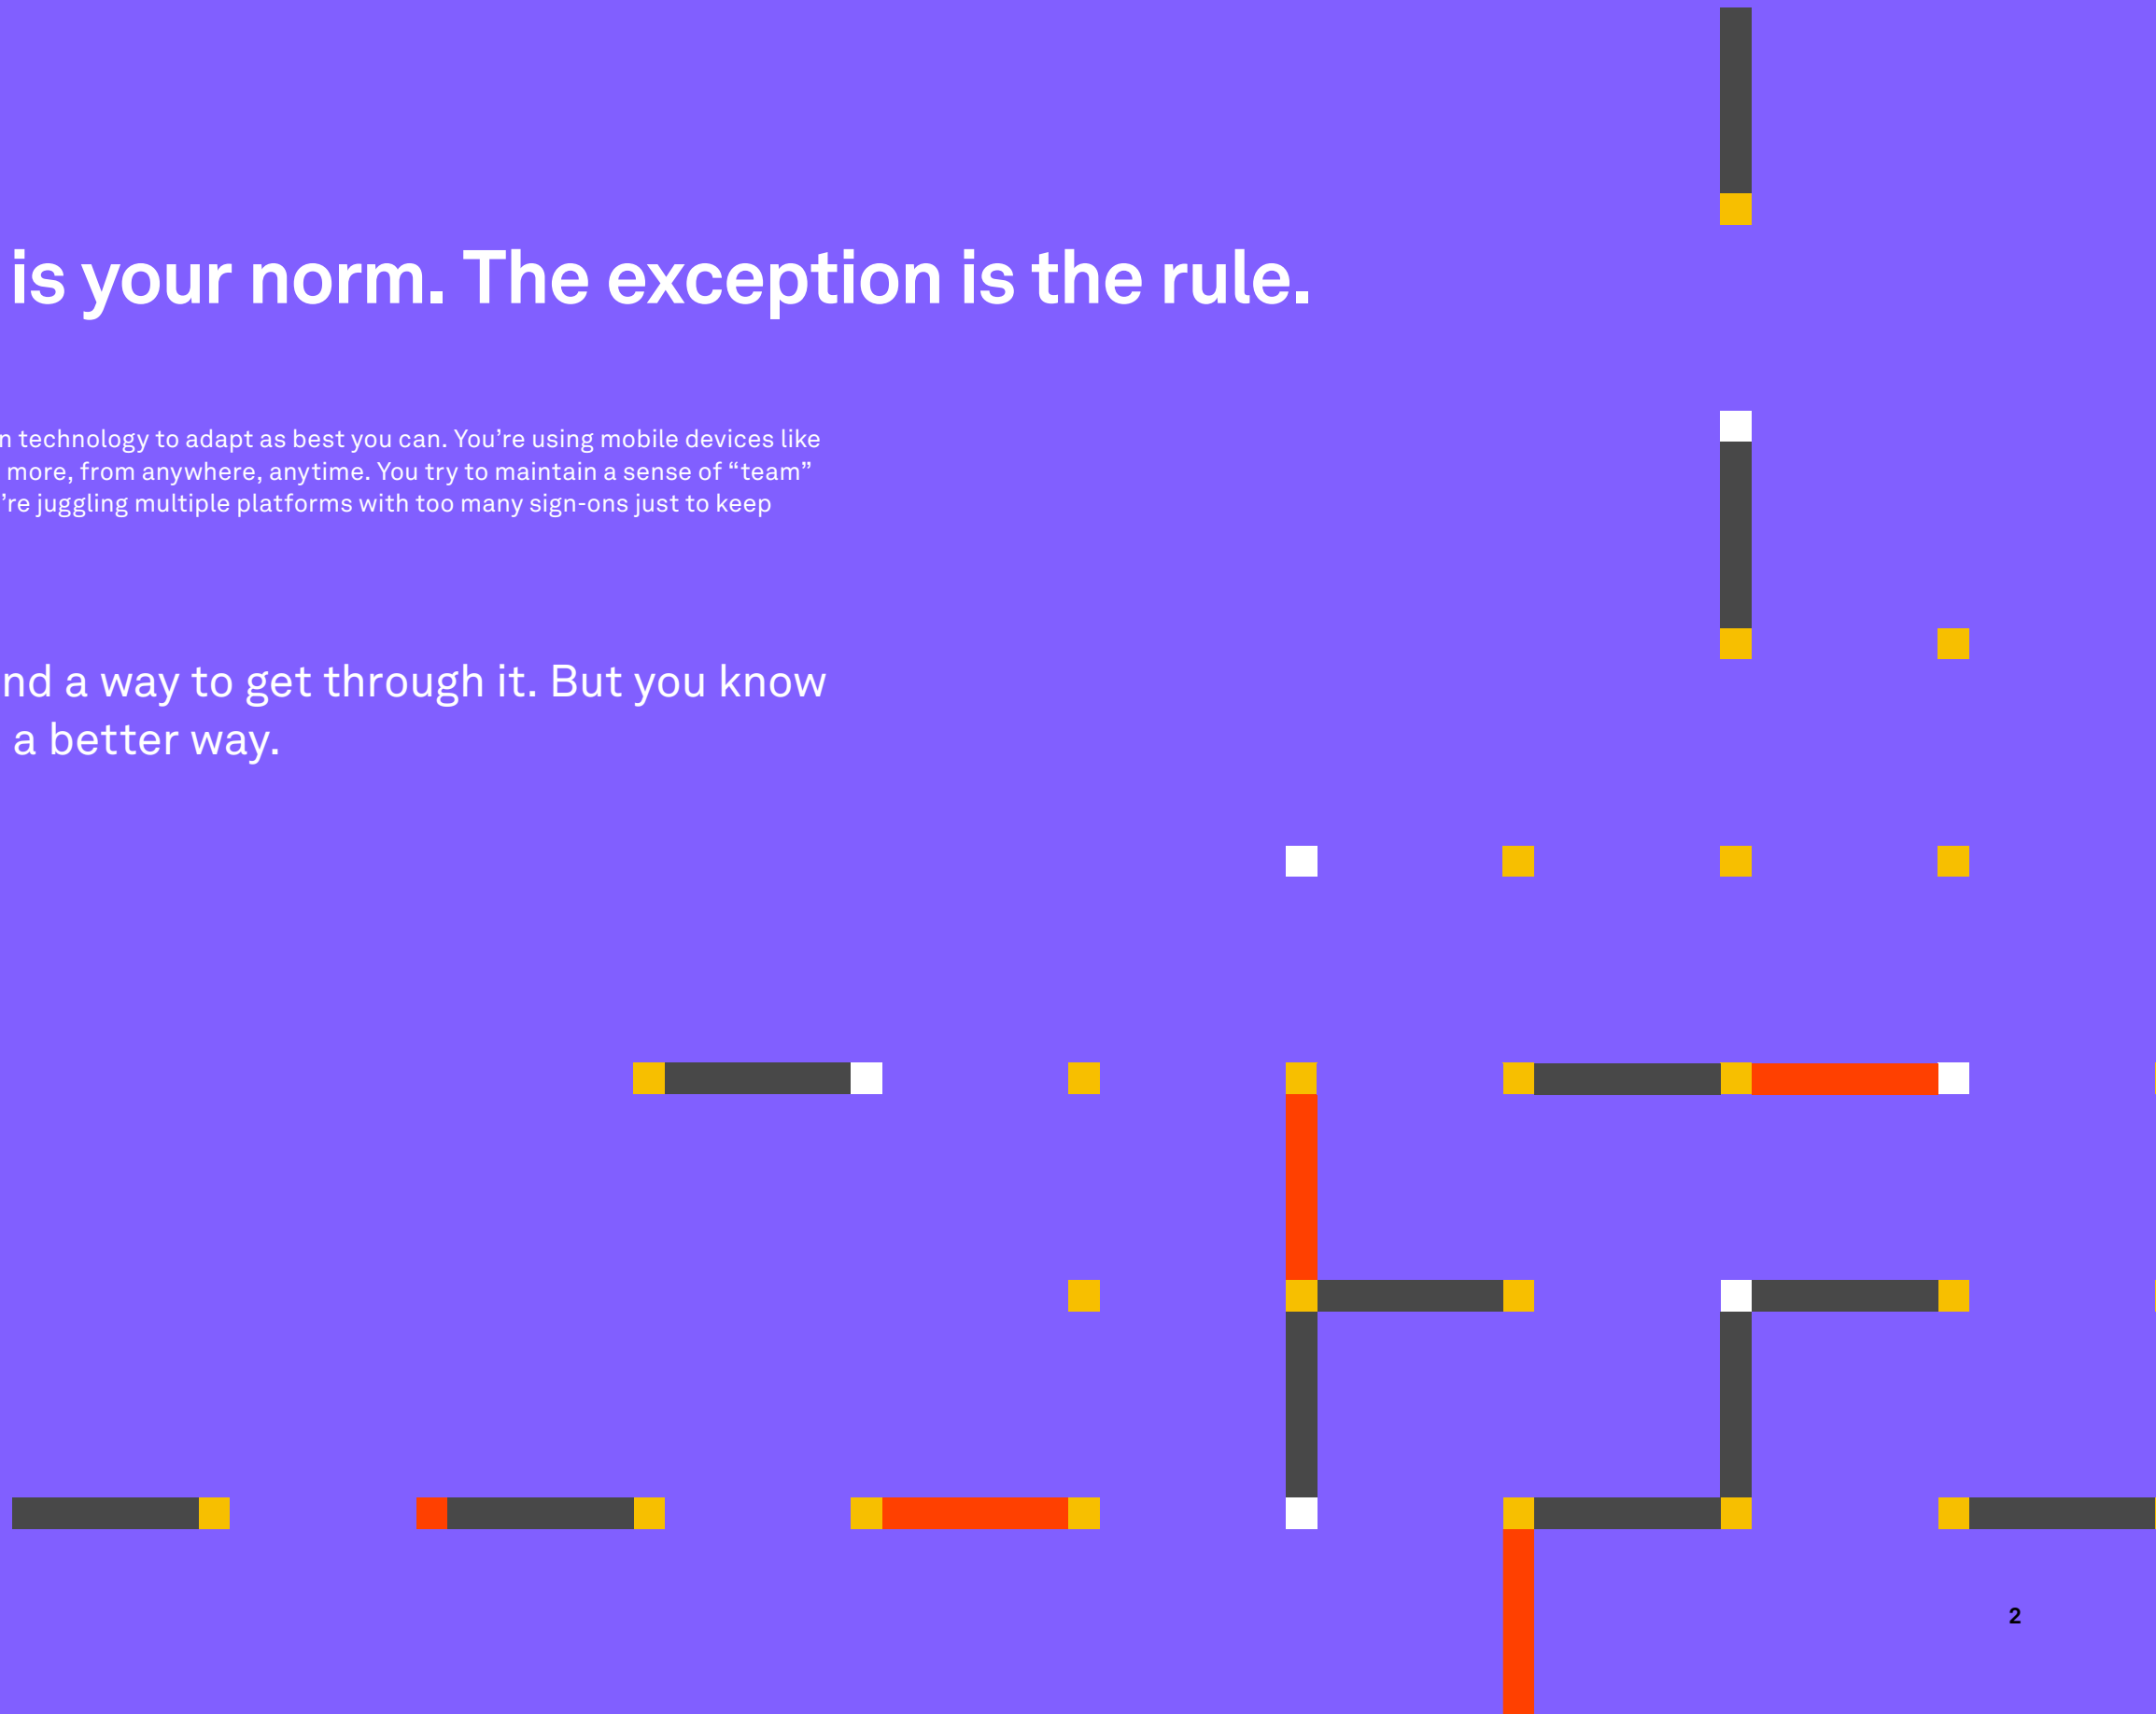 is your norm. The exception is the rule.
technology to adapt as best you can. You’re using mobile devices like
more, from anywhere, anytime. You try to maintain a sense of “team”
’re juggling multiple platforms with too many sign-ons just to keep
a way to get through it. But you know
a better way.
2